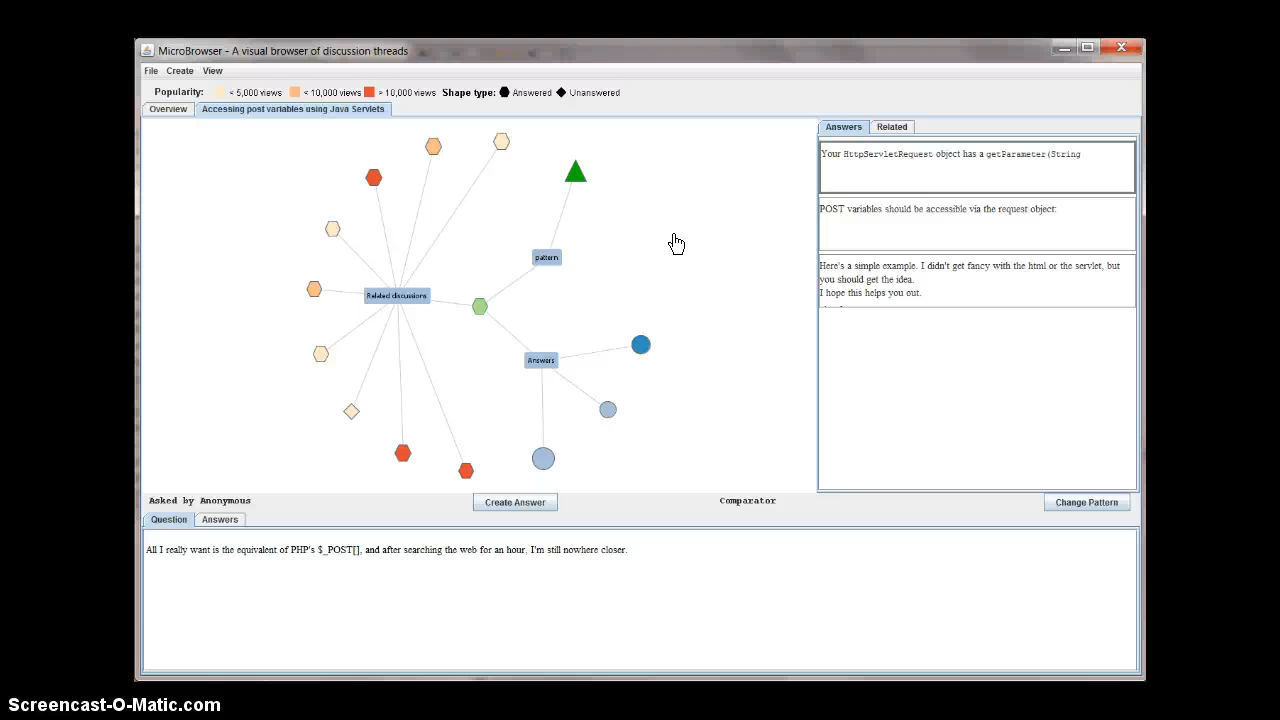 MicroBrowser - A visual browser of discussion threads
File Create View
Popularity: < 5,000 views < 10,000 views > 10,000 views Shape type: Answered Unanswered
Overview Accessing post variables using Java Servlets
Answers Related
Your HttpServletRequest object has a getParameter(String
POST variables should be accessible via the request object:
Here's a simple example. I didn't get fancy with the html or the servlet, but
you should get the idea.
I hope this helps you out.
pattern
Related discussions
Answers
Asked by Anonymous Create Answer Comparator Change Pattern
Question Answers
All I really want is the equivalent of PHP's $_POST[], and after searching the web for an hour, I'm still nowhere closer.
Screencast-O-Matic.com